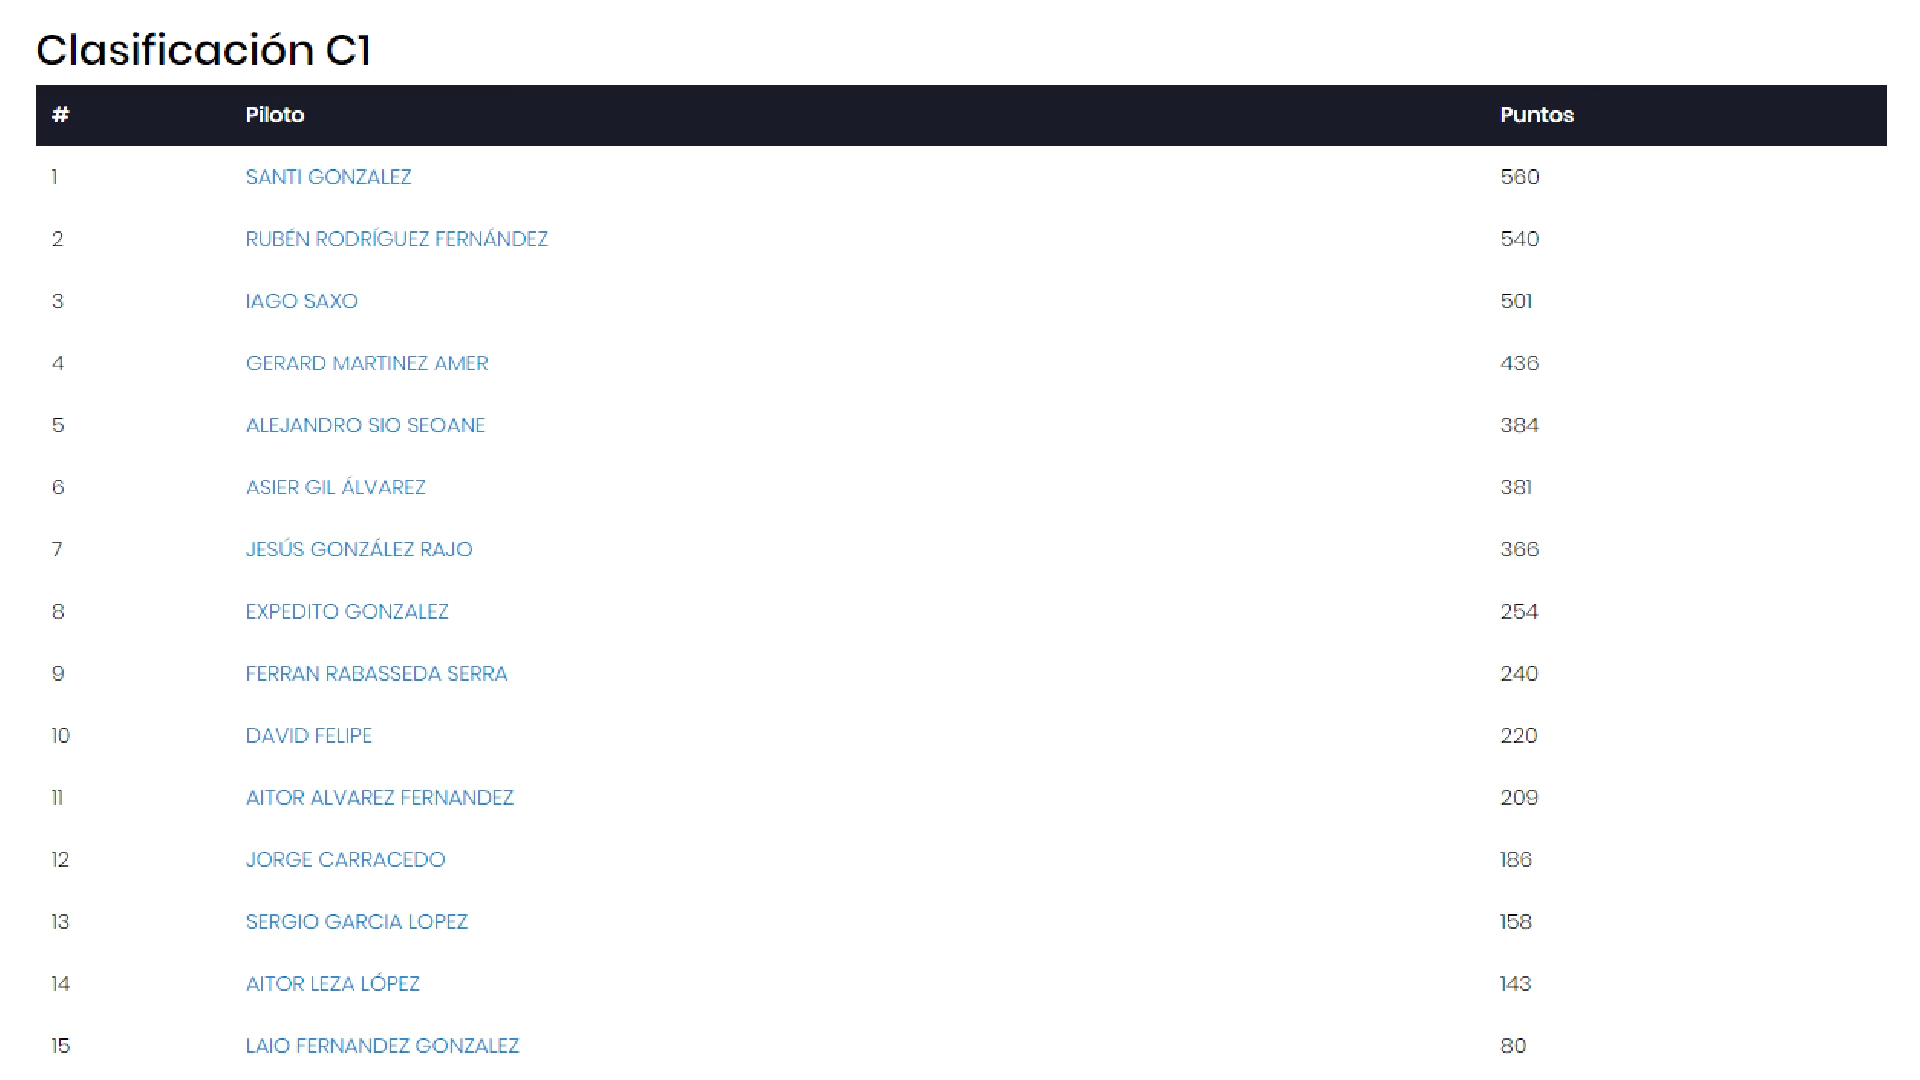 Clasificación C1
# Piloto Puntos
1 SANTI GONZALEZ 560
2 RUBÉN RODRÍGUEZ FERNÁNDEZ 540
3 IAGO SAXO 501
4 GERARD MARTINEZ AMER 436
5 ALEJANDRO SIO SEOANE 384
6 ASIER GIL ÁLVAREZ 381
7 JESÚS GONZÁLEZ RAJO 366
8 EXPEDITO GONZALEZ 254
9 FERRAN RABASSEDA SERRA 240
10 DAVID FELIPE 220
11 AITOR ALVAREZ FERNANDEZ 209
12 JORGE CARRACEDO 186
13 SERGIO GARCIA LOPEZ 158
14 AITOR LEZA LÓPEZ 143
15 LAIO FERNANDEZ GONZALEZ 80